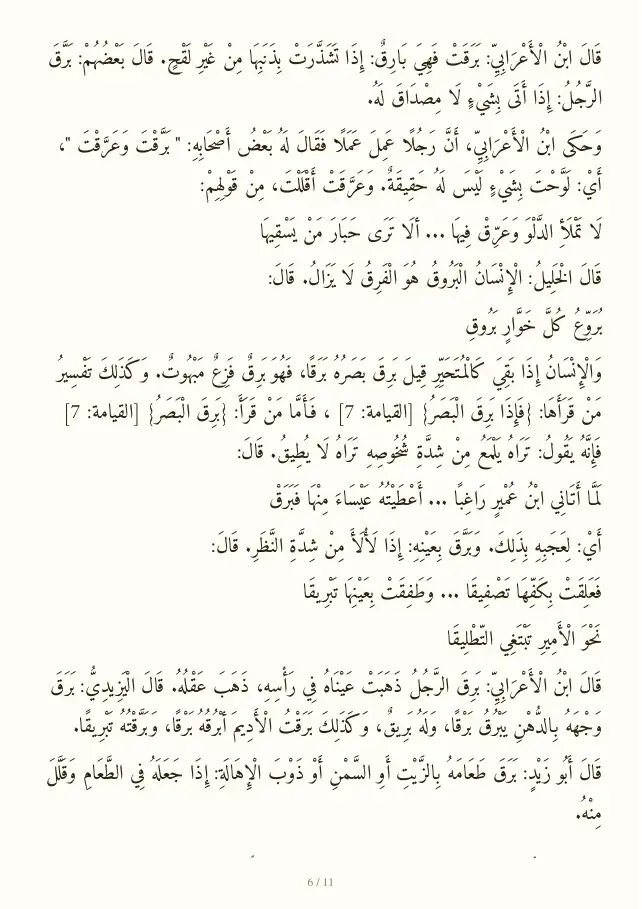 قَالَ ابْنُ الْأَعْرَابِيِّ: بَرَقَتْ فَهِيَ بَارِقٌ: إِذَا تَشَذَّرَتْ بِذَنَبِهَا مِنْ غَيْرِ لَقْحٍ. قَالَ بَعْضُهُمْ: بَرَّقَ
الرَّجُلُ: إِذَا أَتَى بِشَيْءٍ لَا مِصْدَاقَ لَهُ.
وَحَكَى ابْنُ الْأَعْرَابِيِّ، أَنَّ رَجُلًا عَمِلَ عَمَلًا فَقَالَ لَهُ بَعْضُ أَصْحَابِهِ: " بَرَّقْتَ وَعَرَّقْتَ "،
أَيْ: لَوَّحْتَ بِشَيْءٍ لَيْسَ لَهُ حَقِيقَةٌ. وَعَرَّقَتْ أَقْلَلْتَ، مِنْ قَوْلِهِمْ:
لَا تَمْلَأِ الدَّلْوَ وَعَرِّقْ فِيهَا ... أَلَا تَرَى حَبَارَ مَنْ يَسْقِيهَا
قَالَ الْخَلِيلُ: الْإِنْسَانُ الْبَرُوقُ هُوَ الْفَرِقُ لَا يَزَالُ. قَالَ:
يُرَوِّعُ كُلَّ خَوَّارٍ بَرُوقِ
وَالْإِنْسَانُ إِذَا بَقِيَ كَالْمُتَحَيِّرِ قِيلَ بَرِقَ بَصَرُهُ بَرَقًا، فَهُوَ بَرِقٌ فَزِعٌ مَبْهُوتٌ. وَكَذَلِكَ تَفْسِيرُ
مَنْ قَرَأَهَا: {فَإِذَا بَرِقَ الْبَصَرُ} [القيامة: 7] ، فَأَمَّا مَنْ قَرَأَ: {بَرِقَ الْبَصَرُ} [القيامة: 7]
فَإِنَّهُ يَقُولُ: تَرَاهُ يَلْمَعُ مِنْ شِدَّةِ شُخُوصِهِ تَرَاهُ لَا يُطِيقُ. قَالَ:
لَمَّا أَتَانِي ابْنُ عُمَيْرٍ رَاغِبًا ... أَعْطَيْتُهُ عَيْسَاءَ مِنْهَا فَبَرَقْ
أَيْ: لِعَجَبِهِ بِذَلِكَ. وَبَرَّقَ بِعَيْنِهِ: إِذَا لَأْلَأَ مِنْ شِدَّةِ النَّظَرِ. قَالَ:
فَعَلِقَتْ بِكَفِّهَا تَصْفِيقَا ... وَطَفِقَتْ بِعَيْنِهَا تَبْرِيقَا
نَحْوَ الْأَمِيرِ تَبْتَغِي التَّطْلِيقَا
قَالَ ابْنُ الْأَعْرَابِيِّ: بَرِقَ الرَّجُلُ ذَهَبَتْ عَيْنَاهُ فِي رَأْسِهِ، ذَهَبَ عَقْلُهُ. قَالَ الْيَزِيدِيُّ: بَرَقَ
وَجْهَهُ بِالدُّهْنِ يَبْرُقُ بَرْقًا، وَلَهُ بَرِيقٌ، وَكَذَلِكَ بَرَقْتُ الْأَدِيمَ أَبْرُقُهُ بَرْقًا، وَبَرَّقْتُهُ تَبْرِيقًا.
قَالَ أَبُو زَيْدٍ: بَرَقَ طَعَامَهُ بِالزَّيْتِ أَوِ السَّمْنِ أَوْ ذَوْبَ الْإِهَالَةِ: إِذَا جَعَلَهُ فِي الطَّعَامِ وَقَلَّلَ
مِنْهُ.
6 / 11